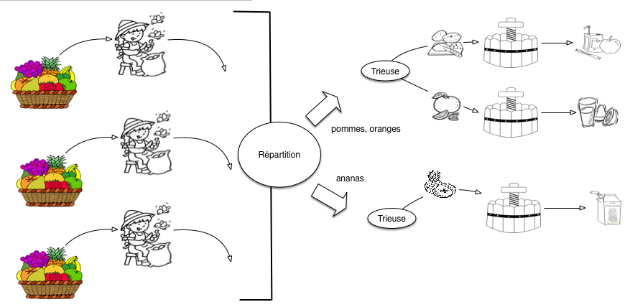 Trieuse
pommes, oranges
Répartition
ananas
Trieuse